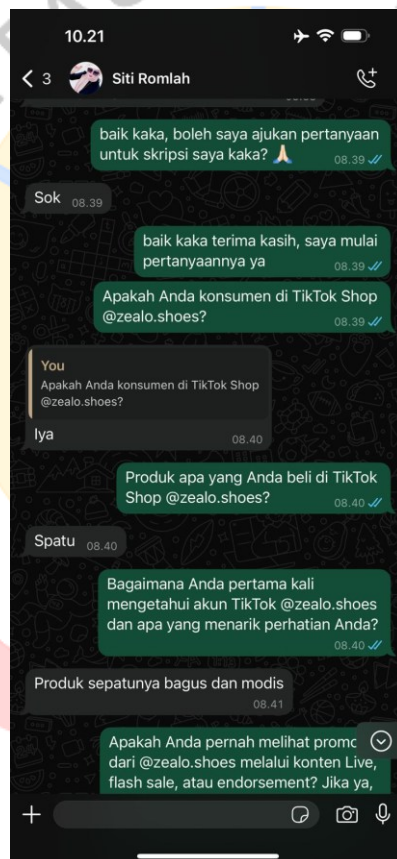 10.21
3 Siti Romlah
baik kaka, boleh saya ajukan pertanyaan
untuk skripsi saya kaka? 🙏🏻 08.39
Sok 08.39
baik kaka terima kasih, saya mulai
pertanyaannya ya 08.39
Apakah Anda konsumen di TikTok Shop
@zealo.shoes? 08.39
You
Apakah Anda konsumen di TikTok Shop
@zealo.shoes?
Iya 08.40
Produk apa yang Anda beli di TikTok
Shop @zealo.shoes? 08.40
Spatu 08.40
Bagaimana Anda pertama kali
mengetahui akun TikTok @zealo.shoes
dan apa yang menarik perhatian Anda?
08.40
Produk sepatunya bagus dan modis
08.41
Apakah Anda pernah melihat promo
dari @zealo.shoes melalui konten Live,
flash sale, atau endorsement? Jika ya,